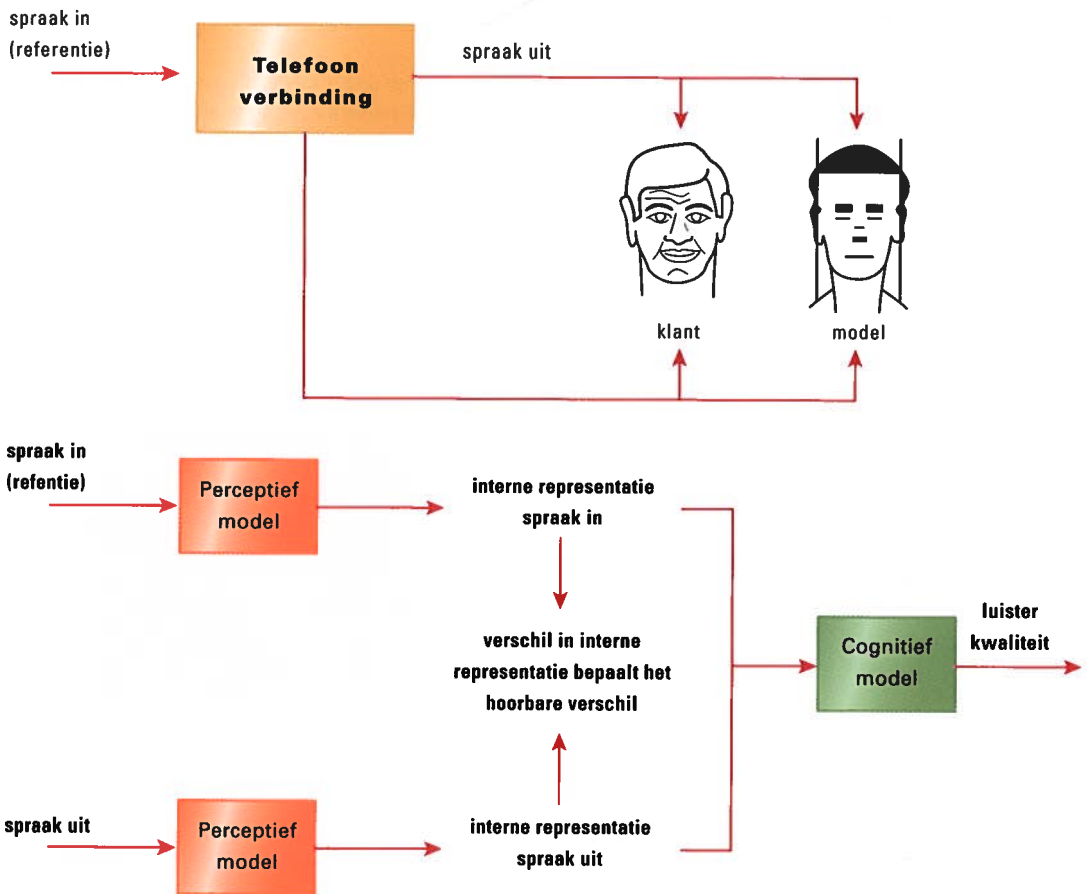 spraak in
(referentie)
Telefoon
verbinding
spraak uit
klant
model
spraak in
(refentie)
Perceptief
model
interne representatie
spraak in
verschil in interne
representatie bepaalt het
hoorbare verschil
Cognitief
model
luister
kwaliteit
spraak uit
Perceptief
model
interne representatie
spraak uit